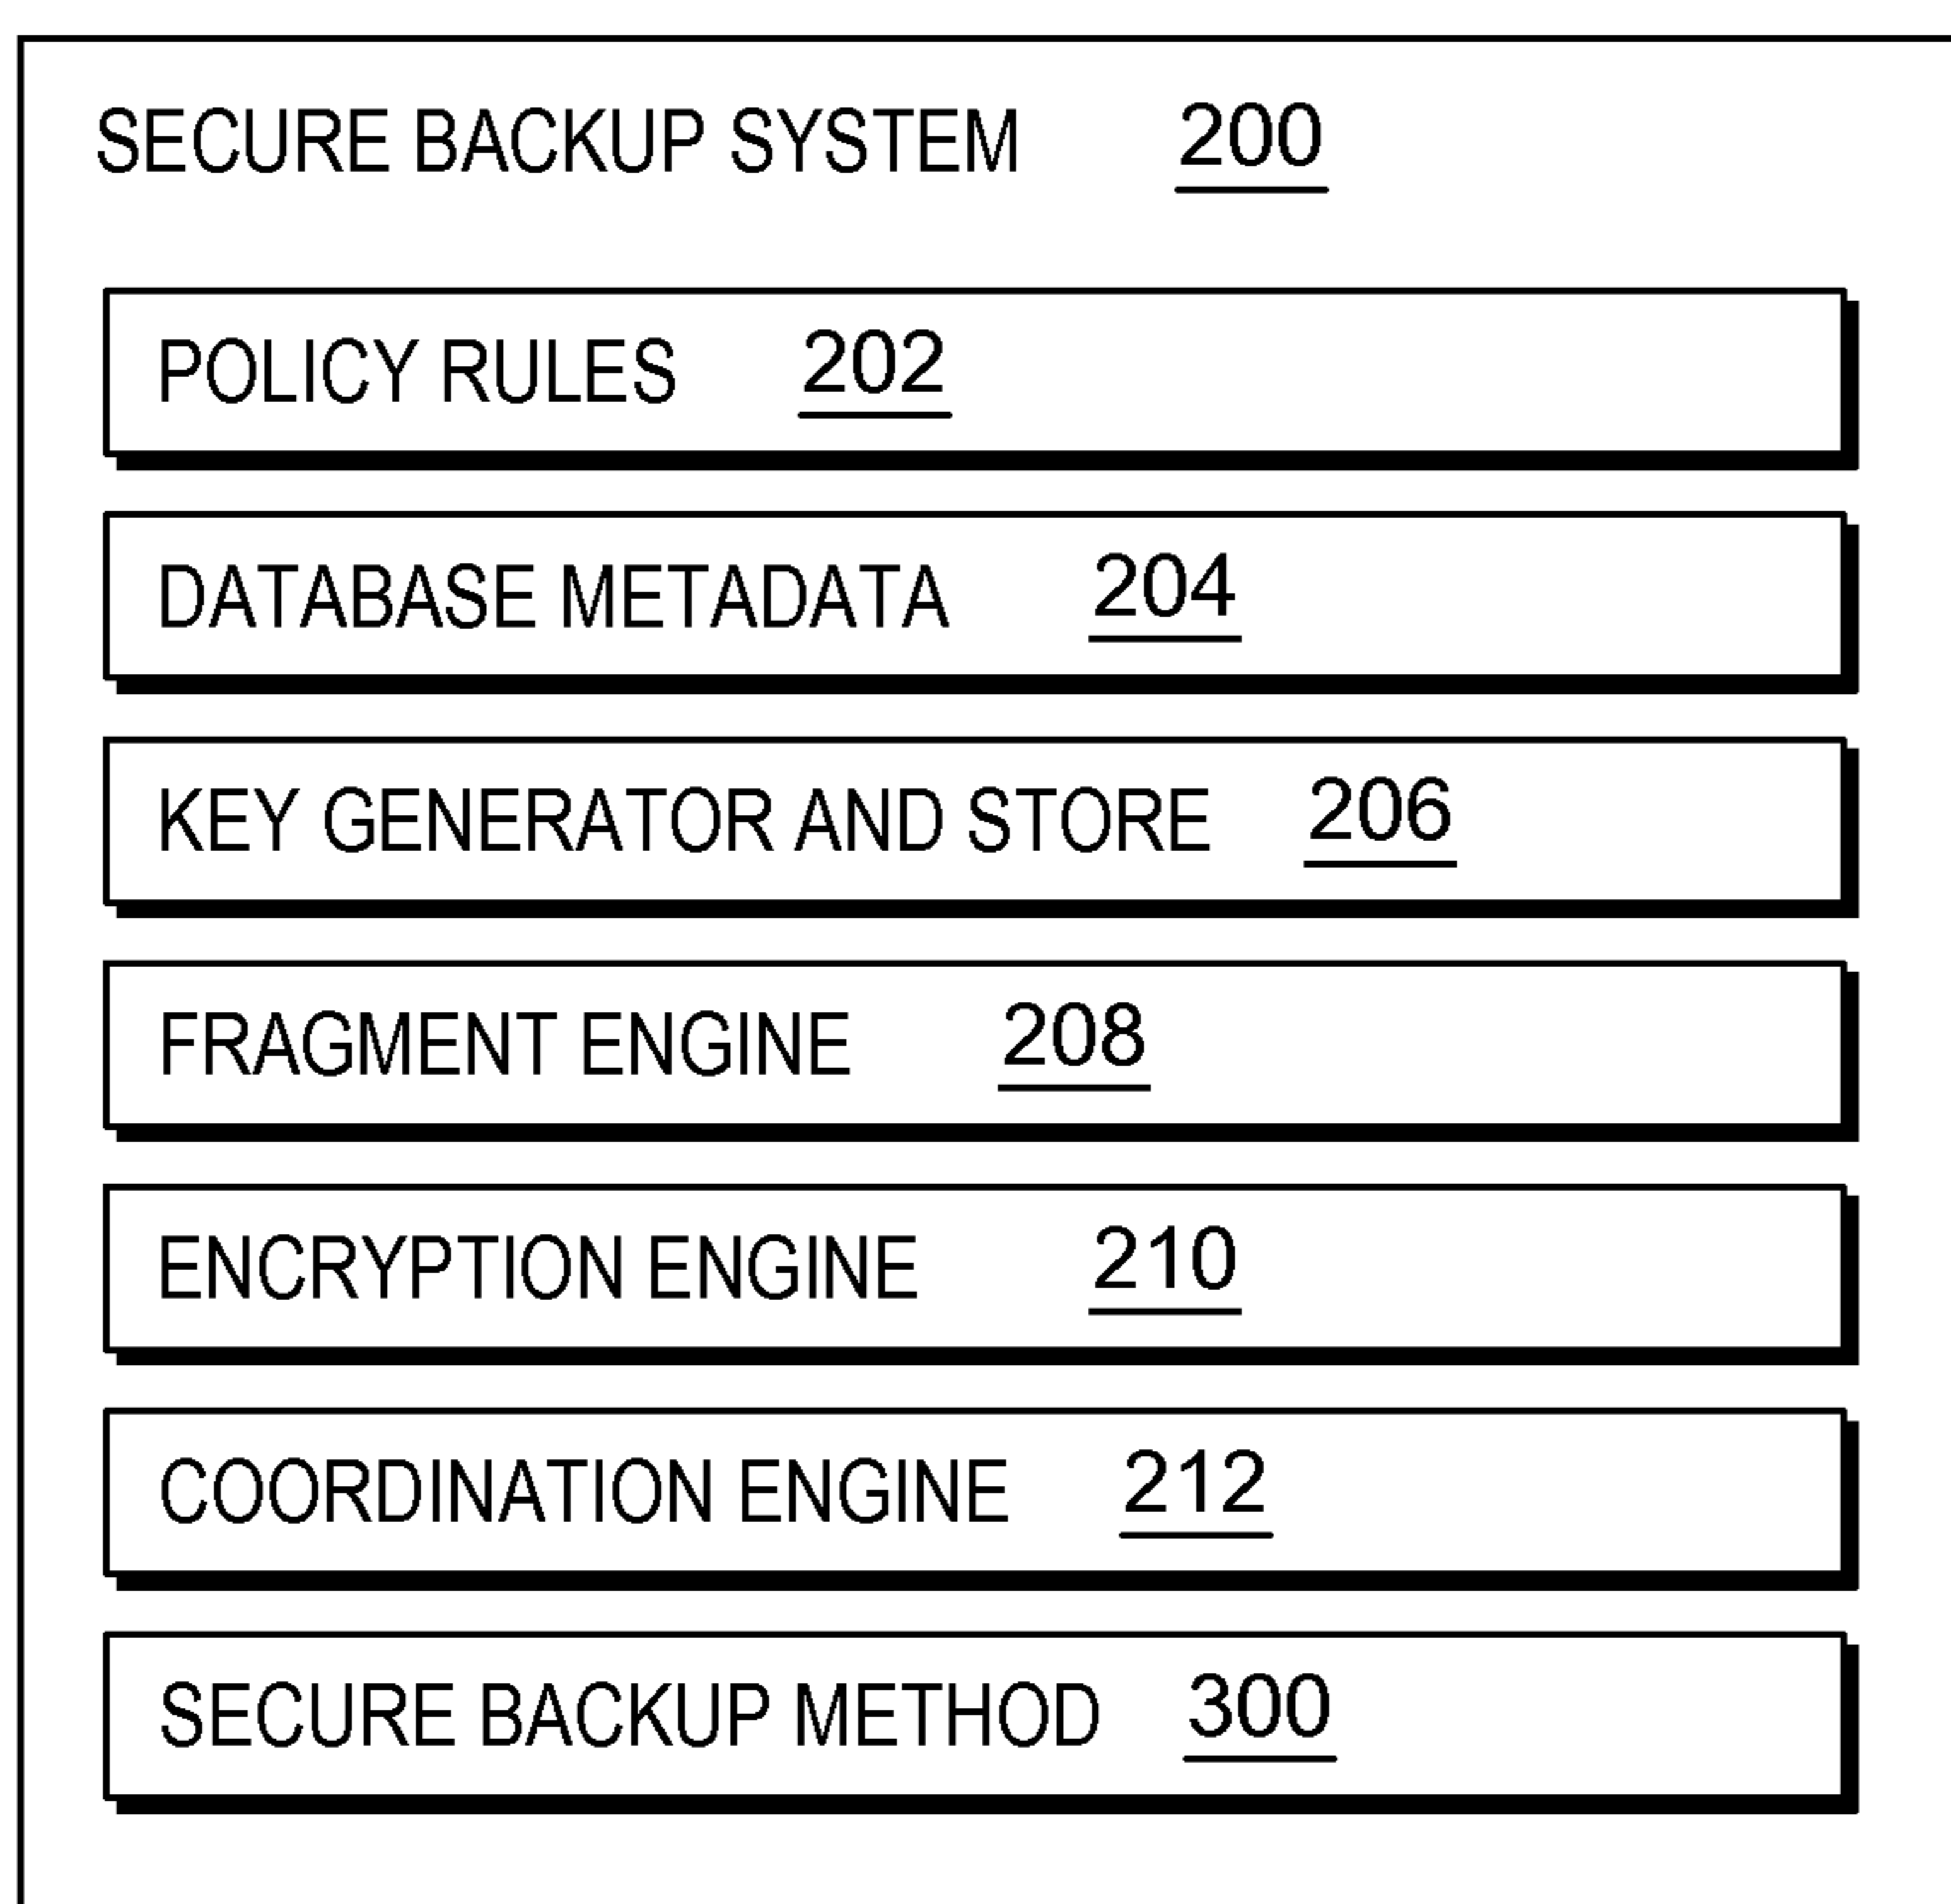 SECURE BACKUP SYSTEM 200
POLICY RULES 202
DATABASE METADATA 204
KEY GENERATOR AND STORE 206
FRAGMENT ENGINE 208
ENCRYPTION ENGINE 210
COORDINATION ENGINE 212
SECURE BACKUP METHOD 300